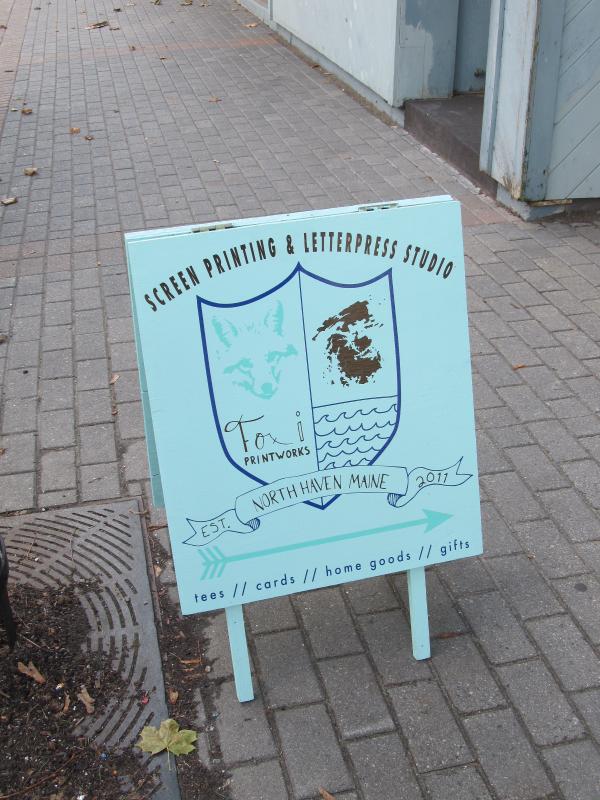 SCREEN PRINTING & LETTERPRESS STUDIO
Fox i
PRINTWORKS
EST. NORTH HAVEN MAINE 2011
tees // cards // home goods // gifts